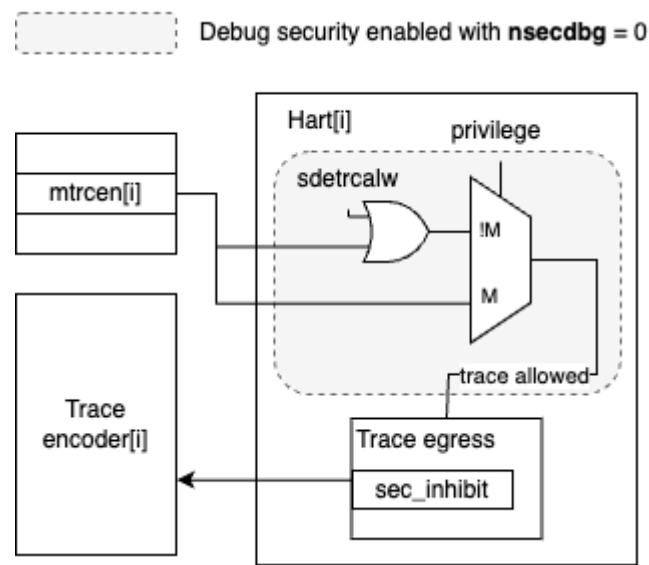 Debug security enabled with nsecdbg = 0
Hart[i]
privilege
mtrcen[i]
sdetrcalw
!M
M
trace allowed
Trace
encoder[i]
Trace egress
sec_inhibit